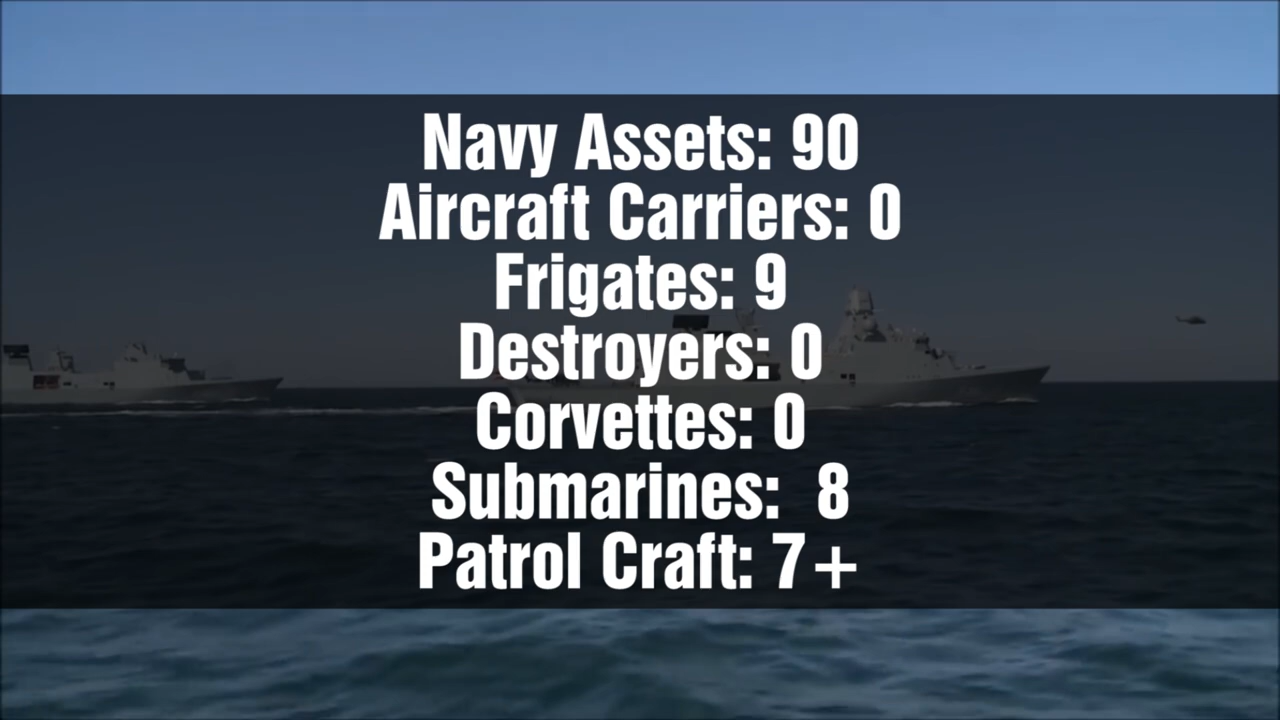 Navy Assets: 90
Aircraft Carriers: 0
Frigates: 9
Destroyers: 0
Corvettes: 0
Submarines:  8
Patrol Craft: 7+